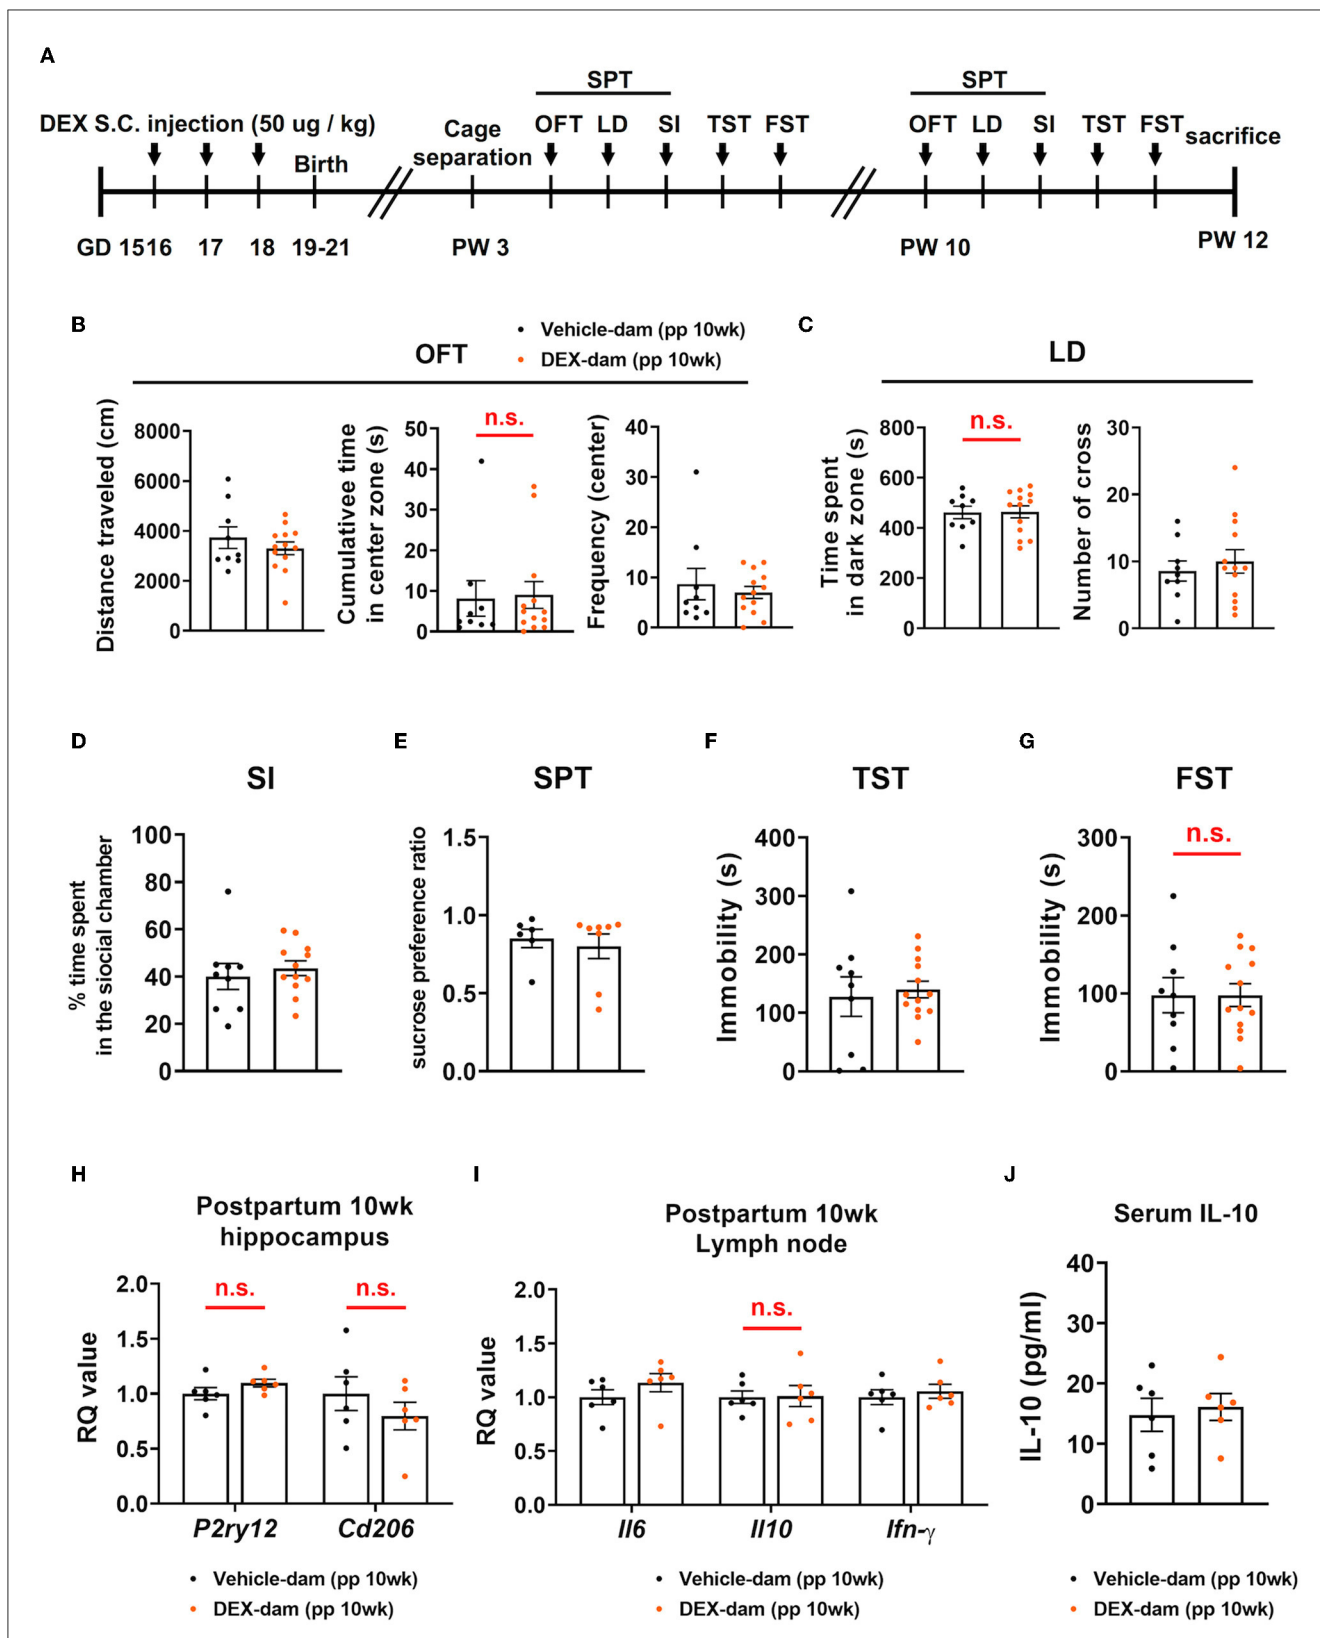 A
SPT SPT
DEX S.C. injection (50 ug / kg) Cage separation OFT LD SI TST FST OFT LD SI TST FST sacrifice
Birth
GD 15 16 17 18 19-21 PW 3 PW 10 PW 12
B
OFT
Vehicle-dam (pp 10wk)
DEX-dam (pp 10wk)
Distance traveled (cm)
8000
6000
4000
2000
0
Cumulativee time
in center zone (s)
50
40
30
20
10
0
n.s.
Frequency (center)
40
30
20
10
0
C
LD
Time spent
in dark zone (s)
800
600
400
200
0
n.s.
Number of cross
30
20
10
0
D
SI
% time spent
in the siocial chamber
100
80
60
40
20
0
E
SPT
sucrose preference ratio
1.5
1.0
0.5
0.0
F
TST
Immobility (s)
400
300
200
100
0
G
FST
Immobility (s)
300
200
100
0
n.s.
H
Postpartum 10wk
hippocampus
RQ value
2.0
1.5
1.0
0.5
0.0
n.s. n.s.
P2ry12 Cd206
Vehicle-dam (pp 10wk)
DEX-dam (pp 10wk)
I
Postpartum 10wk
Lymph node
RQ value
2.0
1.5
1.0
0.5
0.0
n.s.
Il6 Il10 Ifn-γ
Vehicle-dam (pp 10wk)
DEX-dam (pp 10wk)
J
Serum IL-10
IL-10 (pg/ml)
40
30
20
10
0
Vehicle-dam (pp 10wk)
DEX-dam (pp 10wk)